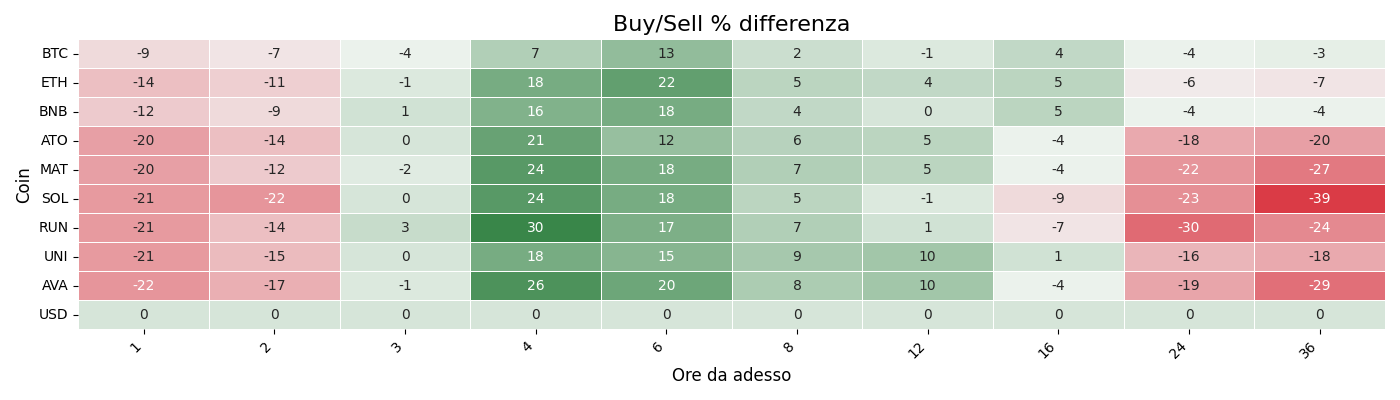 Buy/Sell % differenza
Coin
BTC -9 -7 -4 7 13 2 -1 4 -4 -3
ETH -14 -11 -1 18 22 5 4 5 -6 -7
BNB -12 -9 1 16 18 4 0 5 -4 -4
ATO -20 -14 0 21 12 6 5 -4 -18 -20
MAT -20 -12 -2 24 18 7 5 -4 -22 -27
SOL -21 -22 0 24 18 5 -1 -9 -23 -39
RUN -21 -14 3 30 17 7 1 -7 -30 -24
UNI -21 -15 0 18 15 9 10 1 -16 -18
AVA -22 -17 -1 26 20 8 10 -4 -19 -29
USD 0 0 0 0 0 0 0 0 0 0
1 2 3 4 6 8 12 16 24 36
Ore da adesso